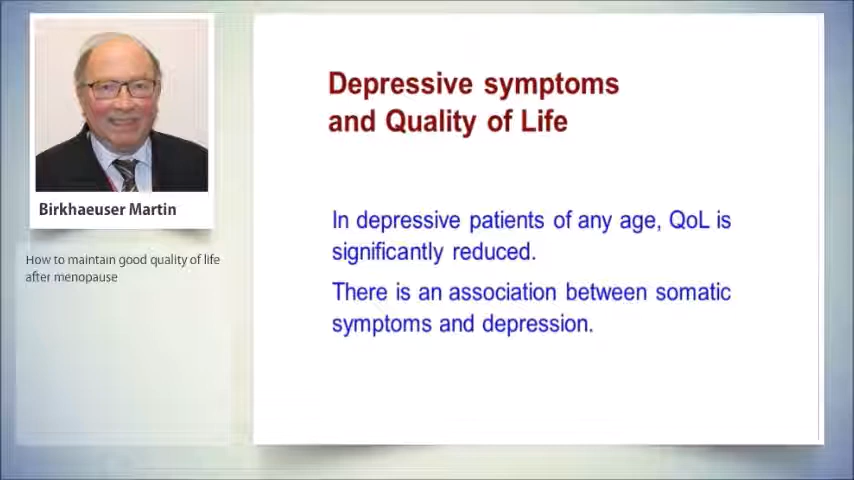 Birkhaeuser Martin
How to maintain good quality of life
after menopause
Depressive symptoms
and Quality of Life
In depressive patients of any age, QoL is
significantly reduced.
There is an association between somatic
symptoms and depression.